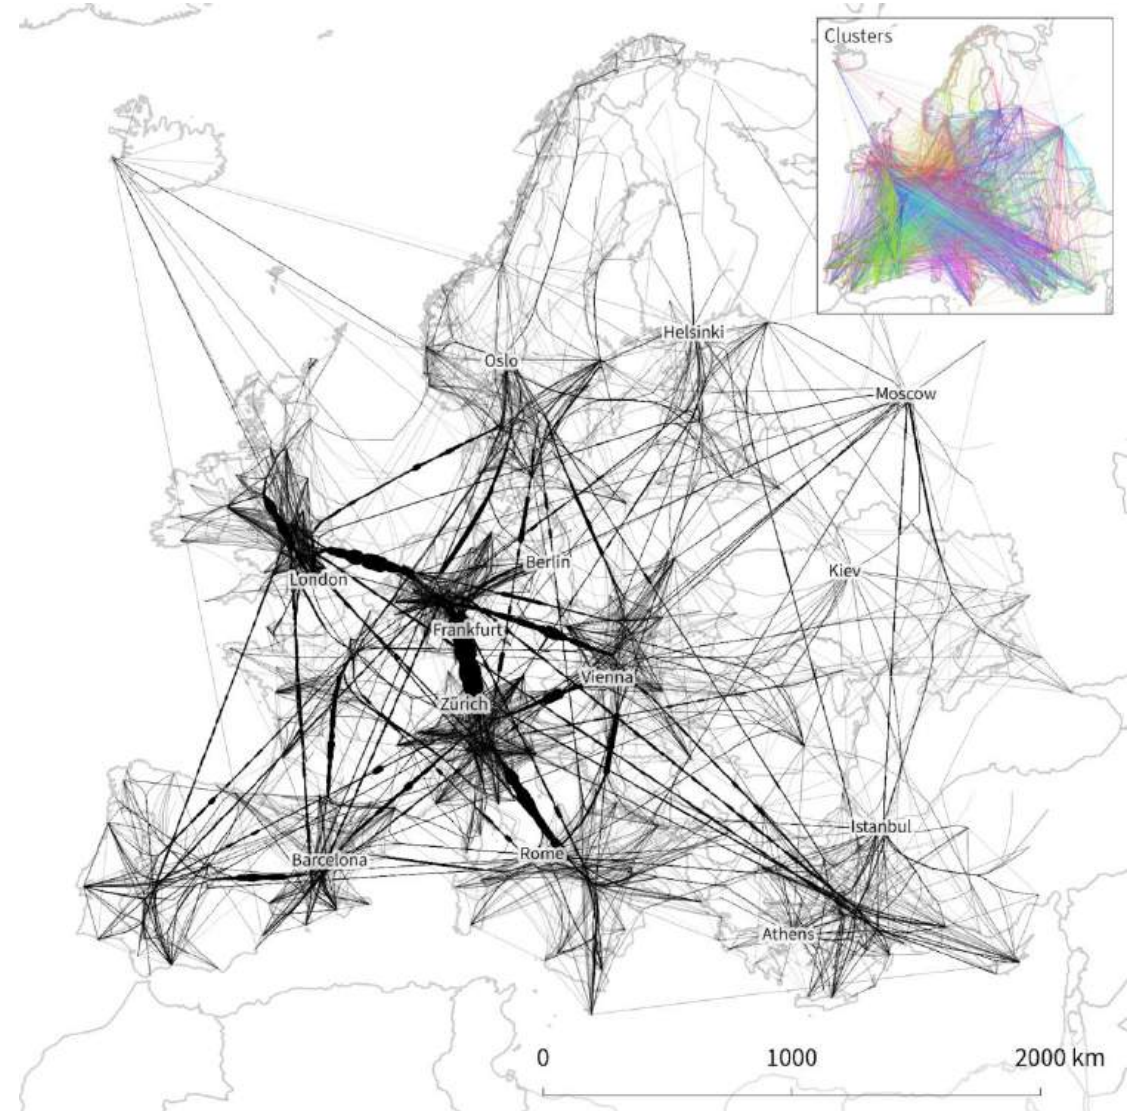 Clusters
Helsinki
Oslo
Moscow
Berlin
Kiev
London
Frankfurt
Vienna
Zürich
Istanbul
Rome
Barcelona
Athens
0 1000 2000 km